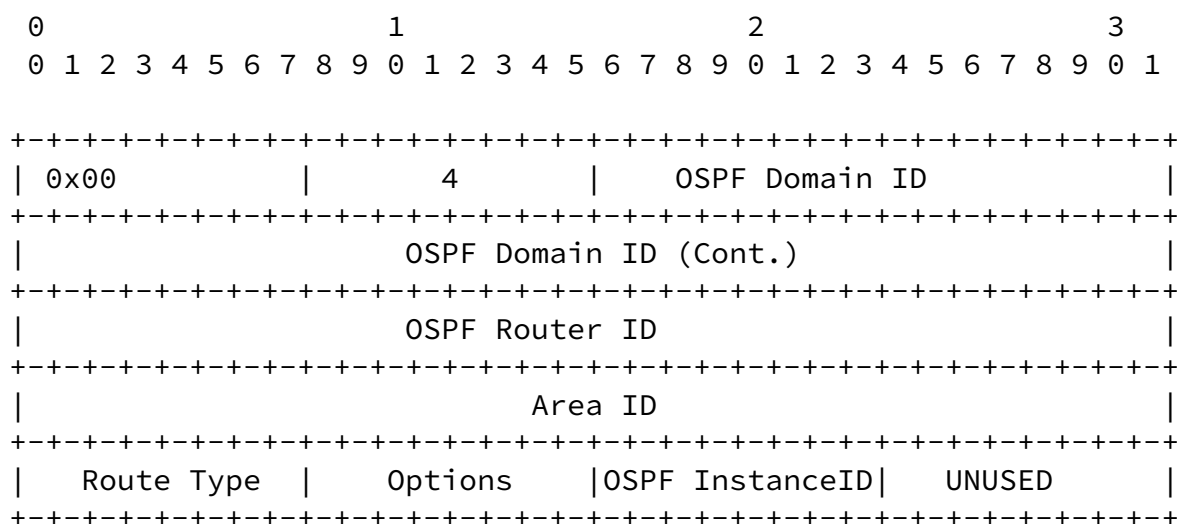 0                   1                   2                   3
0 1 2 3 4 5 6 7 8 9 0 1 2 3 4 5 6 7 8 9 0 1 2 3 4 5 6 7 8 9 0 1
+-+-+-+-+-+-+-+-+-+-+-+-+-+-+-+-+-+-+-+-+-+-+-+-+-+-+-+-+-+-+-+-+
| 0x00          |       4       |    OSPF Domain ID             |
+-+-+-+-+-+-+-+-+-+-+-+-+-+-+-+-+-+-+-+-+-+-+-+-+-+-+-+-+-+-+-+-+
|                     OSPF Domain ID (Cont.)                    |
+-+-+-+-+-+-+-+-+-+-+-+-+-+-+-+-+-+-+-+-+-+-+-+-+-+-+-+-+-+-+-+-+
|                     OSPF Router ID                            |
+-+-+-+-+-+-+-+-+-+-+-+-+-+-+-+-+-+-+-+-+-+-+-+-+-+-+-+-+-+-+-+-+
|                            Area ID                            |
+-+-+-+-+-+-+-+-+-+-+-+-+-+-+-+-+-+-+-+-+-+-+-+-+-+-+-+-+-+-+-+-+
|   Route Type  |    Options    |OSPF InstanceID|   UNUSED      |
+-+-+-+-+-+-+-+-+-+-+-+-+-+-+-+-+-+-+-+-+-+-+-+-+-+-+-+-+-+-+-+-+